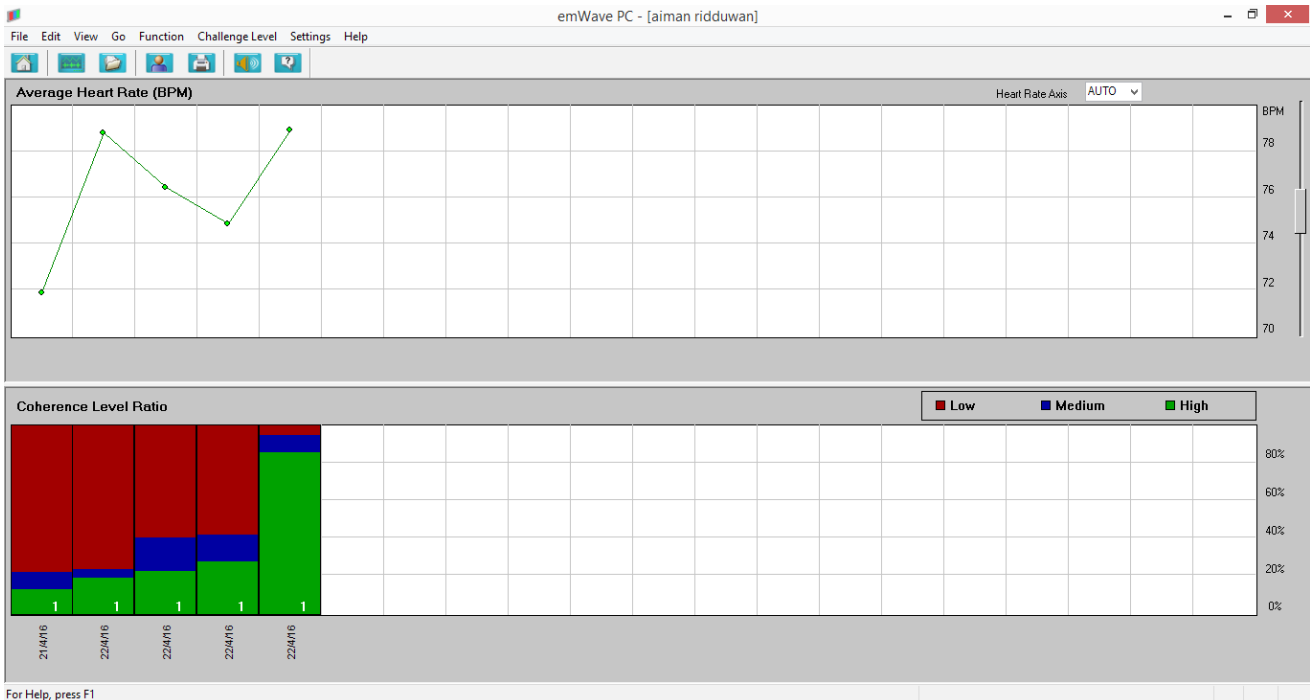 emWave PC - [aiman ridduwan]
File Edit View Go Function Challenge Level Settings Help
Average Heart Rate (BPM)
Heart Rate Axis AUTO
BPM
78
76
74
72
70
Coherence Level Ratio
Low Medium High
80%
60%
40%
20%
0%
1 1 1 1 1
21/4/16 22/4/16 22/4/16 22/4/16 22/4/16
For Help, press F1